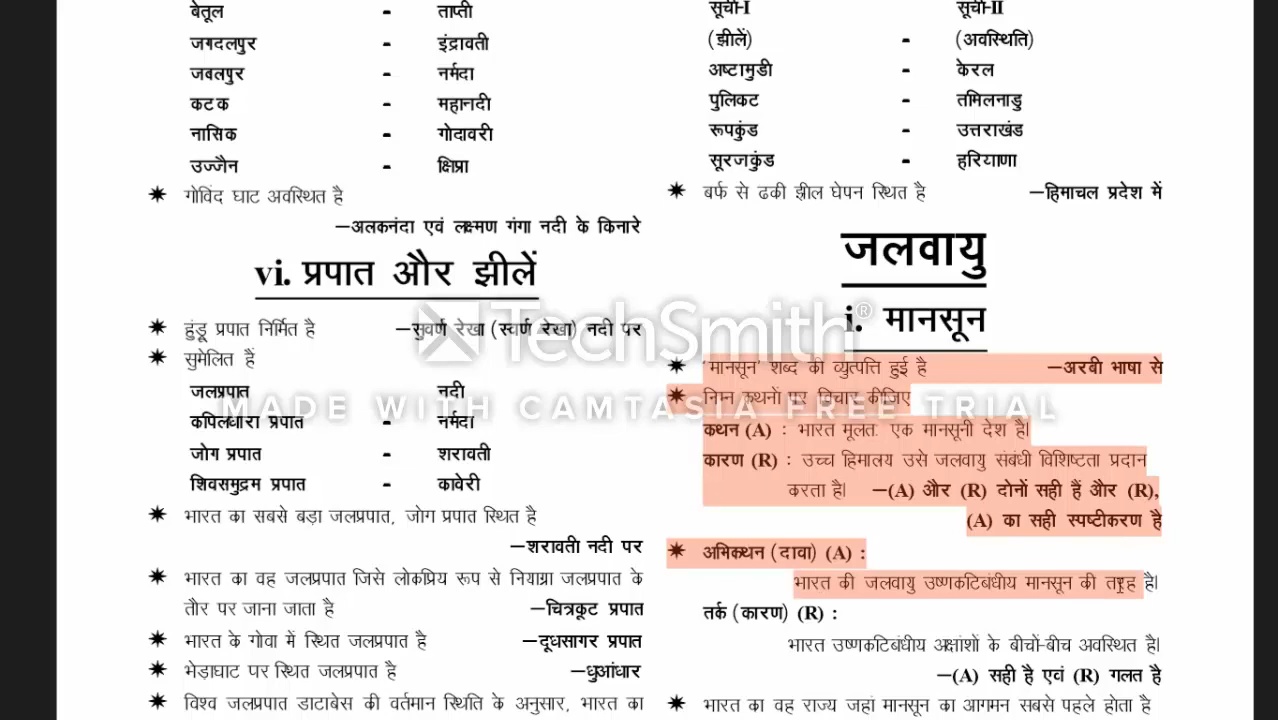 बेतूल - ताप्ती
जगदलपुर - इंद्रावती
जबलपुर - नर्मदा
कटक - महानदी
नासिक - गोदावरी
उज्जैन - क्षिप्रा
✷ गोविंद घाट अवस्थित है
–अलकनंदा एवं लक्ष्मण गंगा नदी के किनारे
vi. प्रपात और झीलें
✷ हुंडू प्रपात निर्मित है –सुवर्ण रेखा (स्वर्ण रेखा) नदी पर
✷ सुमेलित हैं
जलप्रपात नदी
कपिलधारा प्रपात - नर्मदा
जोग प्रपात - शरावती
शिवसमुद्रम प्रपात - कावेरी
✷ भारत का सबसे बड़ा जलप्रपात, जोग प्रपात स्थित है
–शरावती नदी पर
✷ भारत का वह जलप्रपात जिसे लोकप्रिय रूप से नियाग्रा जलप्रपात के
तौर पर जाना जाता है –चित्रकूट प्रपात
✷ भारत के गोवा में स्थित जलप्रपात है –दूधसागर प्रपात
✷ भेड़ाघाट पर स्थित जलप्रपात है –धुआंधार
✷ विश्व जलप्रपात डाटाबेस की वर्तमान स्थिति के अनुसार, भारत का
सूची-I सूची-II
(झीलें) - (अवस्थिति)
अष्टामुडी - केरल
पुलिकट - तमिलनाडु
रूपकुंड - उत्तराखंड
सूरजकुंड - हरियाणा
✷ बर्फ से ढकी झील घेपन स्थित है –हिमाचल प्रदेश में
जलवायु
i. मानसून
✷ 'मानसून' शब्द की व्युत्पत्ति हुई है –अरबी भाषा से
✷ निम्न कथनों पर विचार कीजिए
कथन (A) : भारत मूलतः एक मानसूनी देश है।
कारण (R) : उच्च हिमालय उसे जलवायु संबंधी विशिष्टता प्रदान
करता है। –(A) और (R) दोनों सही हैं और (R),
(A) का सही स्पष्टीकरण है
✷ अभिकथन (दावा) (A) :
भारत की जलवायु उष्णकटिबंधीय मानसून की तरह है।
तर्क (कारण) (R) :
भारत उष्णकटिबंधीय अक्षांशों के बीचों-बीच अवस्थित है।
–(A) सही है एवं (R) गलत है
✷ भारत का वह राज्य जहां मानसून का आगमन सबसे पहले होता है
TechSmith®
MADE WITH CAMTASIA FREE TRIAL